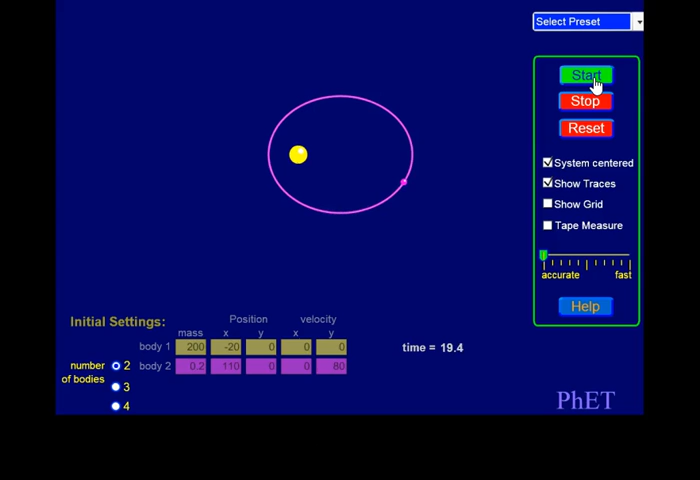 Select Preset
Start
Stop
Reset
System centered
Show Traces
Show Grid
Tape Measure
accurate fast
Help
Initial Settings:
Position velocity
mass x y x y
body 1 200 -20 0 0 0
number of bodies 2 body 2 0.2 110 0 0 80
3
4
time = 19.4
PhET